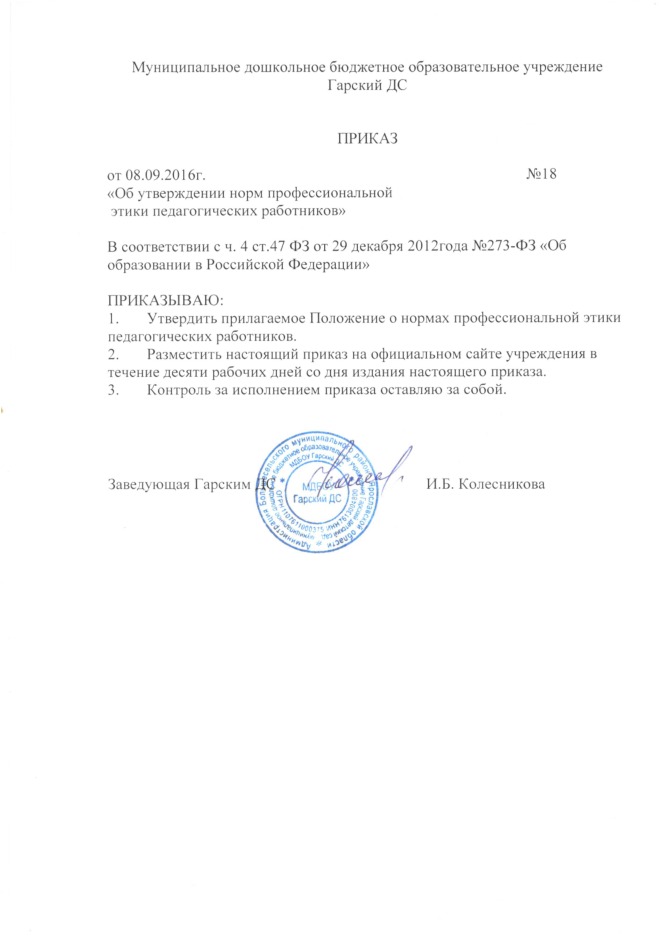 Муниципальное дошкольное бюджетное образовательное учреждение
Гарский ДС
ПРИКАЗ
от 08.09.2016г. №18
«Об утверждении норм профессиональной
этики педагогических работников»
В соответствии с ч. 4 ст.47 ФЗ от 29 декабря 2012года №273-ФЗ «Об
образовании в Российской Федерации»
ПРИКАЗЫВАЮ:
1. Утвердить прилагаемое Положение о нормах профессиональной этики
педагогических работников.
2. Разместить настоящий приказ на официальном сайте учреждения в
течение десяти рабочих дней со дня издания настоящего приказа.
3. Контроль за исполнением приказа оставляю за собой.
Заведующая Гарским ДС И.Б. Колесникова
МДБОУ Гарский ДС
Гарский ДС